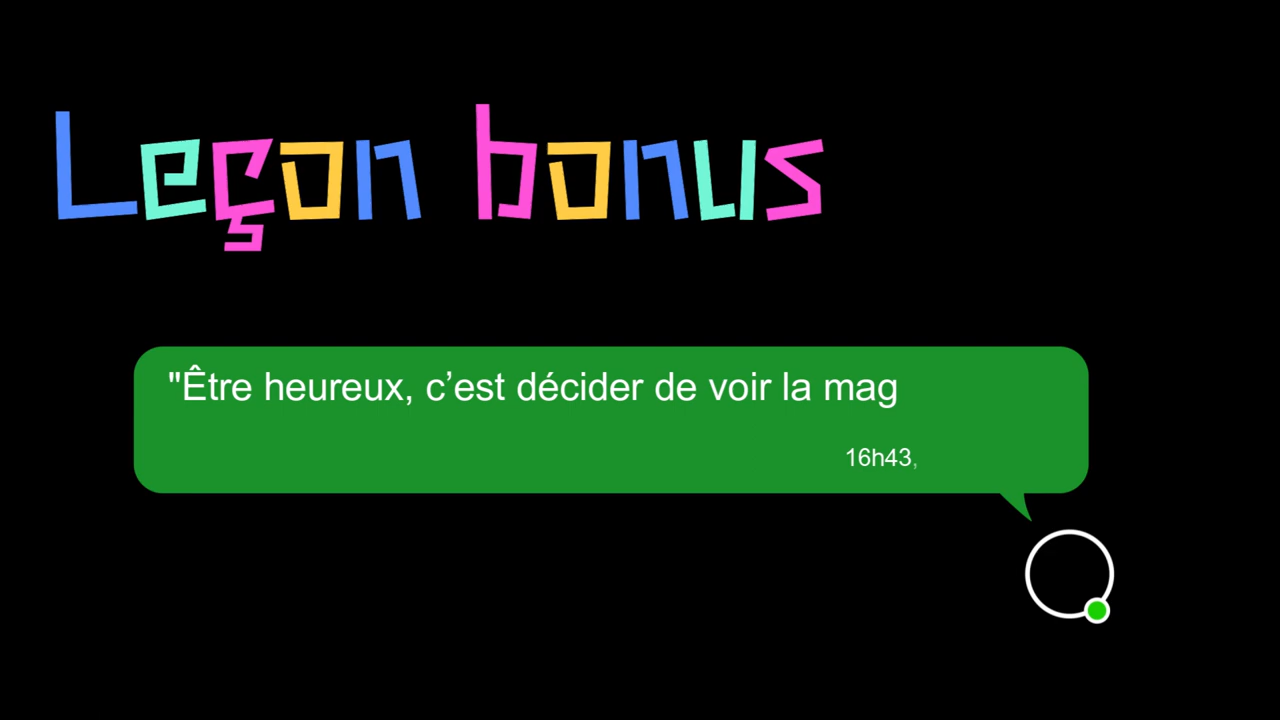 Leçon bonus
"Être heureux, c’est décider de voir la mag
16h43,